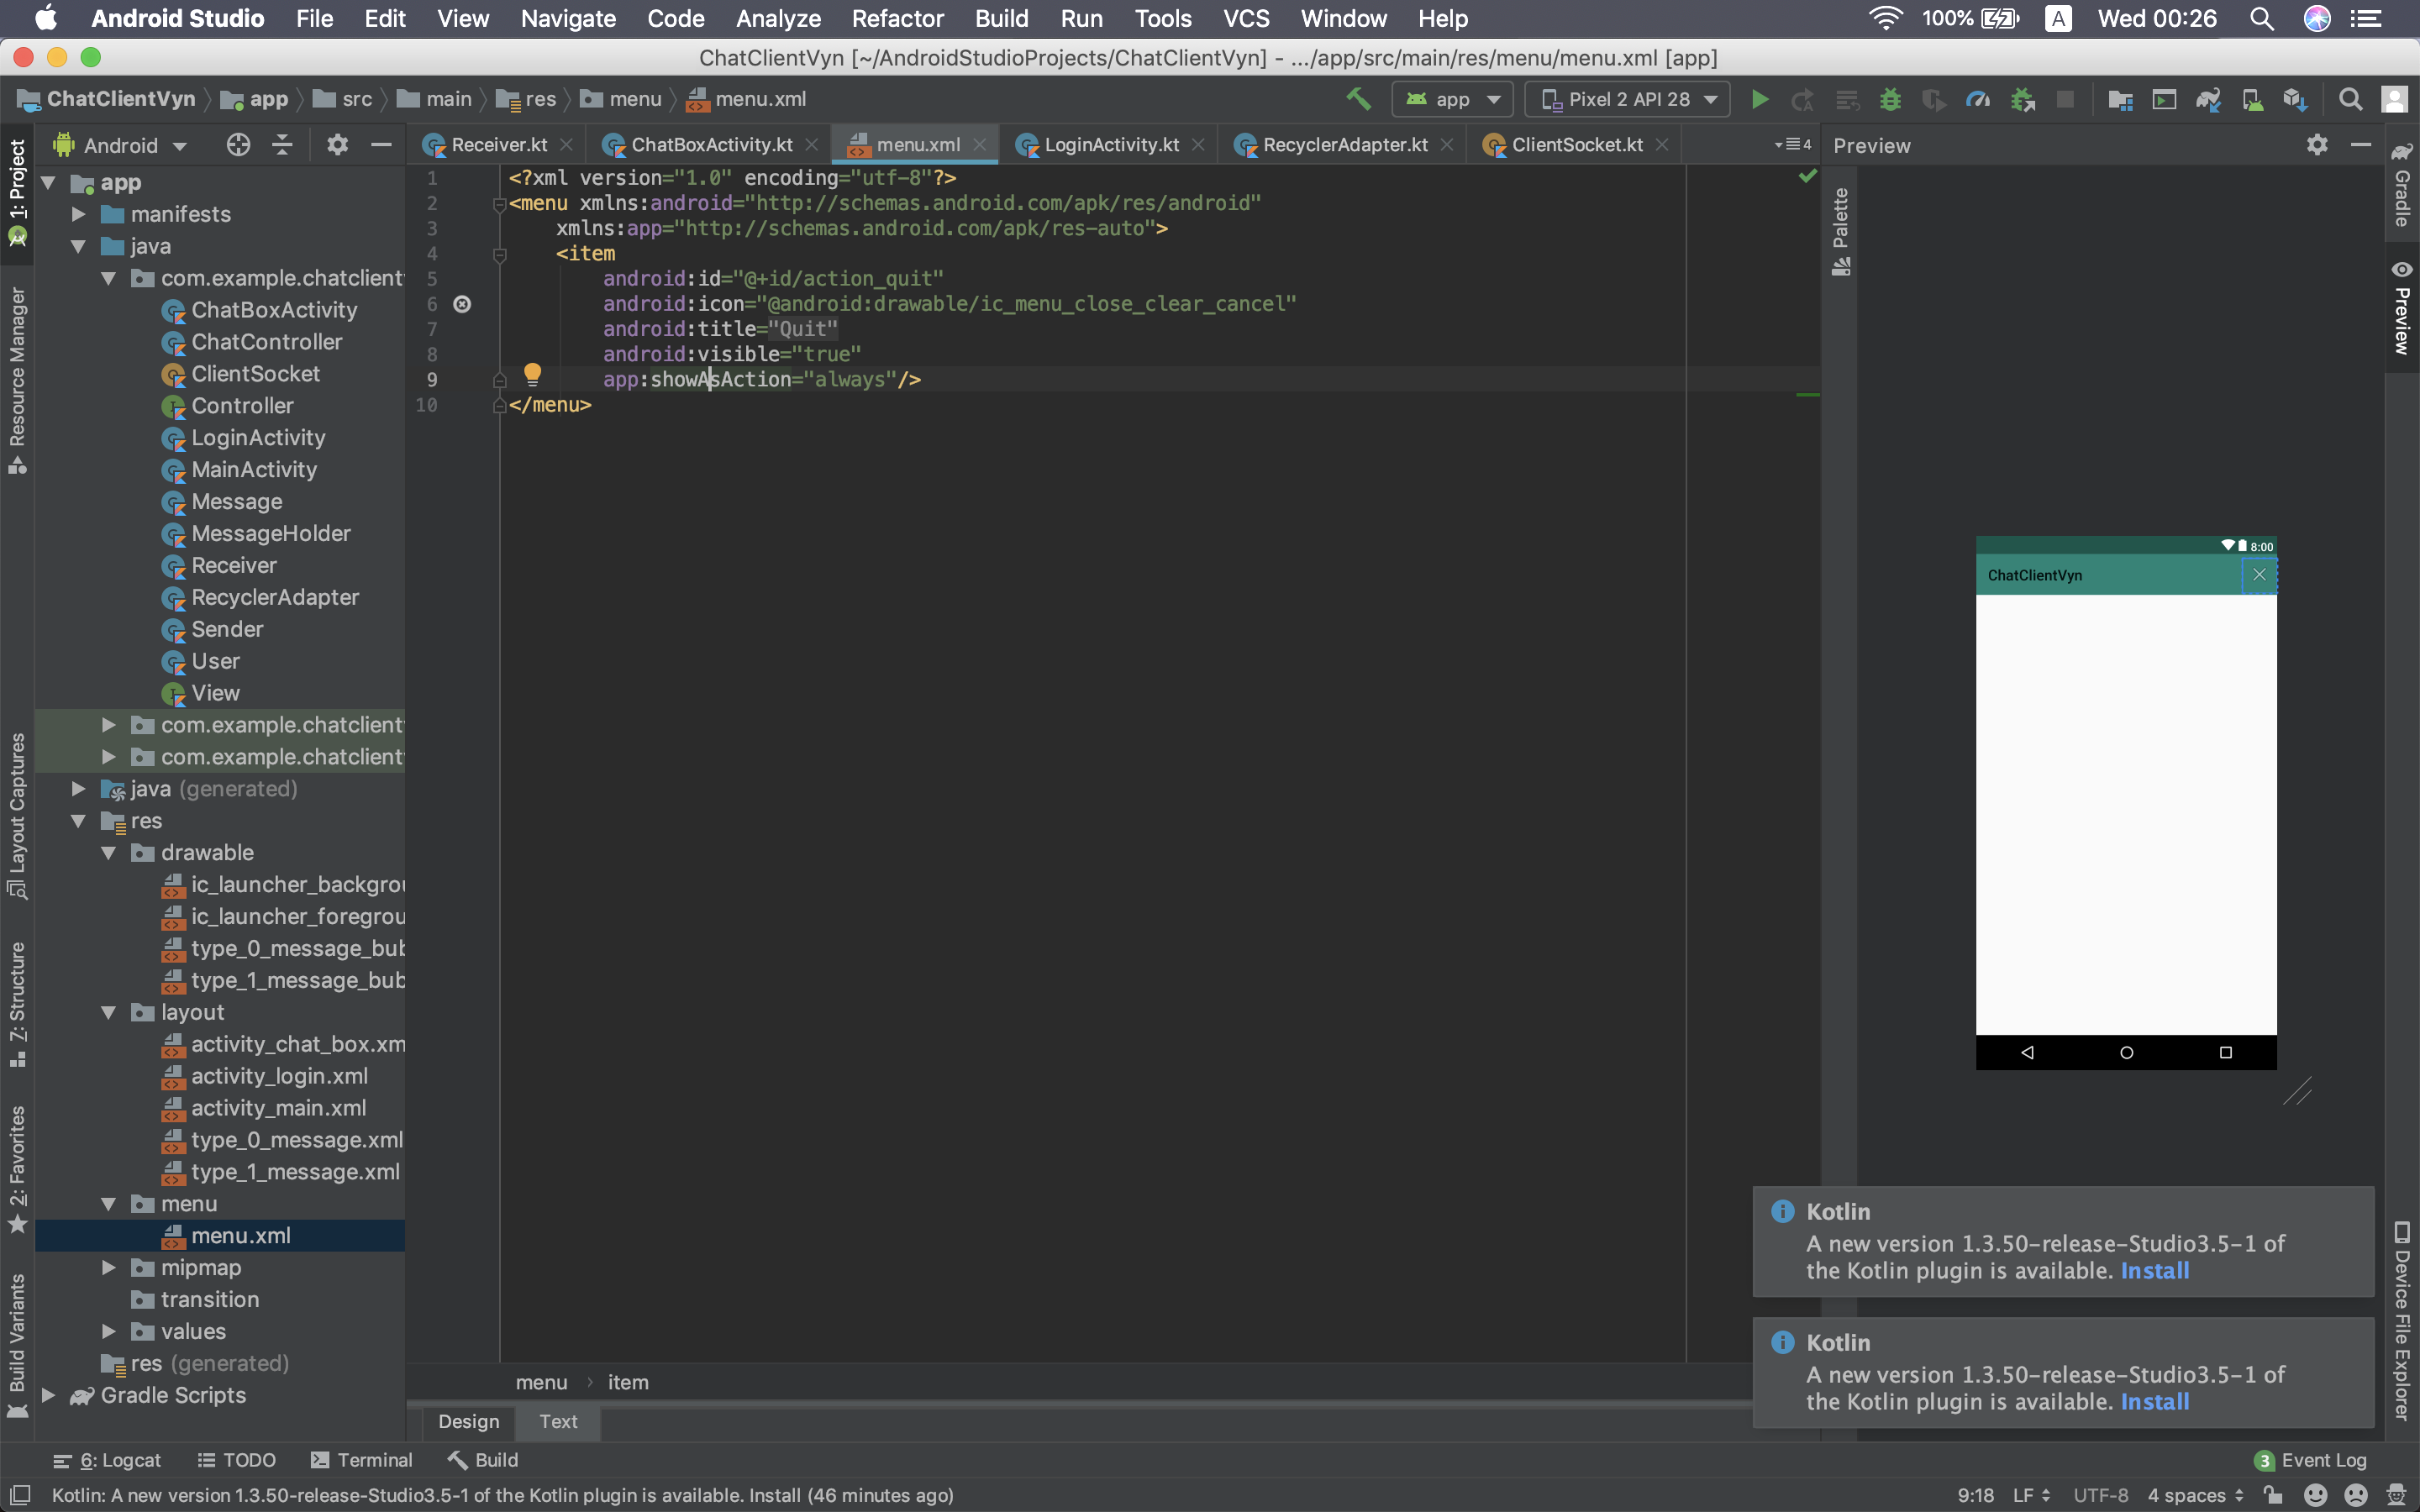 Android Studio File Edit View Navigate Code Analyze Refactor Build Run Tools VCS Window Help 100% A Wed 00:26
ChatClientVyn [~/AndroidStudioProjects/ChatClientVyn] - .../app/src/main/res/menu/menu.xml [app]
ChatClientVyn app src main res menu menu.xml app Pixel 2 API 28
Android
Receiver.kt ChatBoxActivity.kt menu.xml LoginActivity.kt RecyclerAdapter.kt ClientSocket.kt 4
Preview
1: Project
Resource Manager
Layout Captures
7: Structure
2: Favorites
Build Variants
app
manifests
java
com.example.chatclient
ChatBoxActivity
ChatController
ClientSocket
Controller
LoginActivity
MainActivity
Message
MessageHolder
Receiver
RecyclerAdapter
Sender
User
View
com.example.chatclient
com.example.chatclient
java (generated)
res
drawable
ic_launcher_backgrou
ic_launcher_foregrou
type_0_message_bub
type_1_message_bub
layout
activity_chat_box.xm
activity_login.xml
activity_main.xml
type_0_message.xml
type_1_message.xml
menu
menu.xml
mipmap
transition
values
res (generated)
Gradle Scripts
1 <?xml version="1.0" encoding="utf-8"?>
2 <menu xmlns:android="http://schemas.android.com/apk/res/android"
3 xmlns:app="http://schemas.android.com/apk/res-auto">
4 <item
5 android:id="@+id/action_quit"
6 android:icon="@android:drawable/ic_menu_close_clear_cancel"
7 android:title="Quit"
8 android:visible="true"
9 app:showAsAction="always"/>
10 </menu>
menu item
Design Text
Palette
8:00
ChatClientVyn
Gradle
Preview
Device File Explorer
Kotlin
A new version 1.3.50-release-Studio3.5-1 of
the Kotlin plugin is available. Install
Kotlin
A new version 1.3.50-release-Studio3.5-1 of
the Kotlin plugin is available. Install
6: Logcat TODO Terminal Build 3 Event Log
Kotlin: A new version 1.3.50-release-Studio3.5-1 of the Kotlin plugin is available. Install (46 minutes ago) 9:18 LF UTF-8 4 spaces